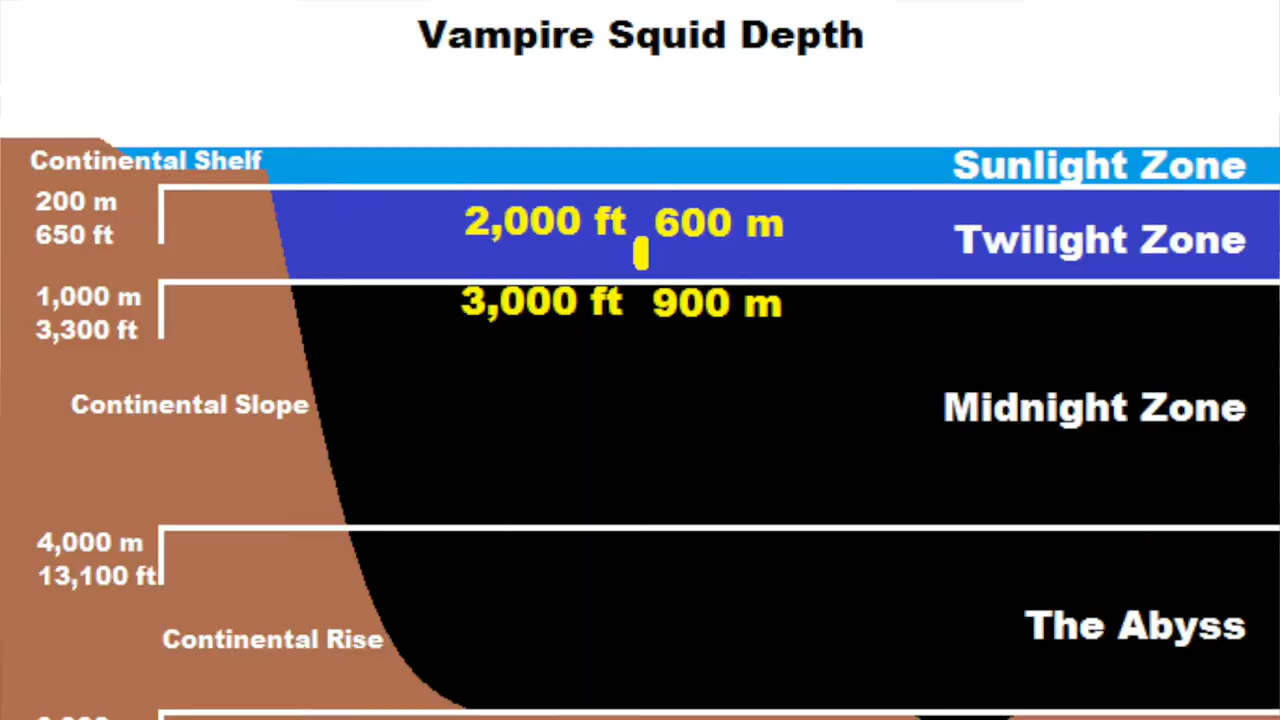 Vampire Squid Depth
Continental Shelf
Sunlight Zone
200 m
650 ft
2,000 ft 600 m
Twilight Zone
1,000 m
3,300 ft
3,000 ft 900 m
Continental Slope
Midnight Zone
4,000 m
13,100 ft
Continental Rise
The Abyss